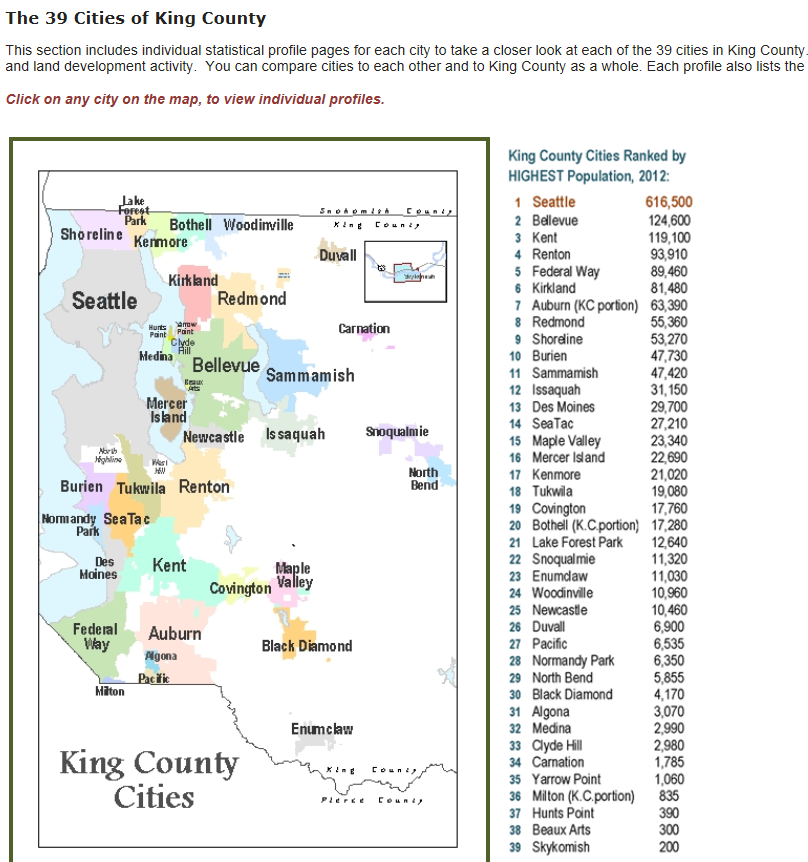 The 39 Cities of King County
This section includes individual statistical profile pages for each city to take a closer look at each of the 39 cities in King County.
and land development activity. You can compare cities to each other and to King County as a whole. Each profile also lists the
Click on any city on the map, to view individual profiles.
Lake
Forest
Park
Shoreline
Kenmore
Bothell
Woodinville
Snohomish County
King County
Duvall
Kirkland
Redmond
Seattle
Hunts
Point
Yarrow
Point
Clyde
Hill
Medina
Carnation
Bellevue
Sammamish
Beaux
Arts
Mercer
Island
Newcastle
Issaquah
Snoqualmie
North
Highline
West
Hill
North
Bend
Burien
Tukwila
Renton
Normandy
Park
SeaTac
Des
Moines
Kent
Maple
Valley
Covington
Federal
Way
Auburn
Algona
Black Diamond
Pacific
Milton
Enumclaw
King County
Cities
King County
Pierce County
King County Cities Ranked by
HIGHEST Population, 2012:
1 Seattle 616,500
2 Bellevue 124,600
3 Kent 119,100
4 Renton 93,910
5 Federal Way 89,460
6 Kirkland 81,480
7 Auburn (KC portion) 63,390
8 Redmond 55,360
9 Shoreline 53,270
10 Burien 47,730
11 Sammamish 47,420
12 Issaquah 31,150
13 Des Moines 29,700
14 SeaTac 27,210
15 Maple Valley 23,340
16 Mercer Island 22,690
17 Kenmore 21,020
18 Tukwila 19,080
19 Covington 17,760
20 Bothell (K.C.portion) 17,280
21 Lake Forest Park 12,640
22 Snoqualmie 11,320
23 Enumclaw 11,030
24 Woodinville 10,960
25 Newcastle 10,460
26 Duvall 6,900
27 Pacific 6,535
28 Normandy Park 6,350
29 North Bend 5,855
30 Black Diamond 4,170
31 Algona 3,070
32 Medina 2,990
33 Clyde Hill 2,980
34 Carnation 1,785
35 Yarrow Point 1,060
36 Milton (K.C.portion) 835
37 Hunts Point 390
38 Beaux Arts 300
39 Skykomish 200